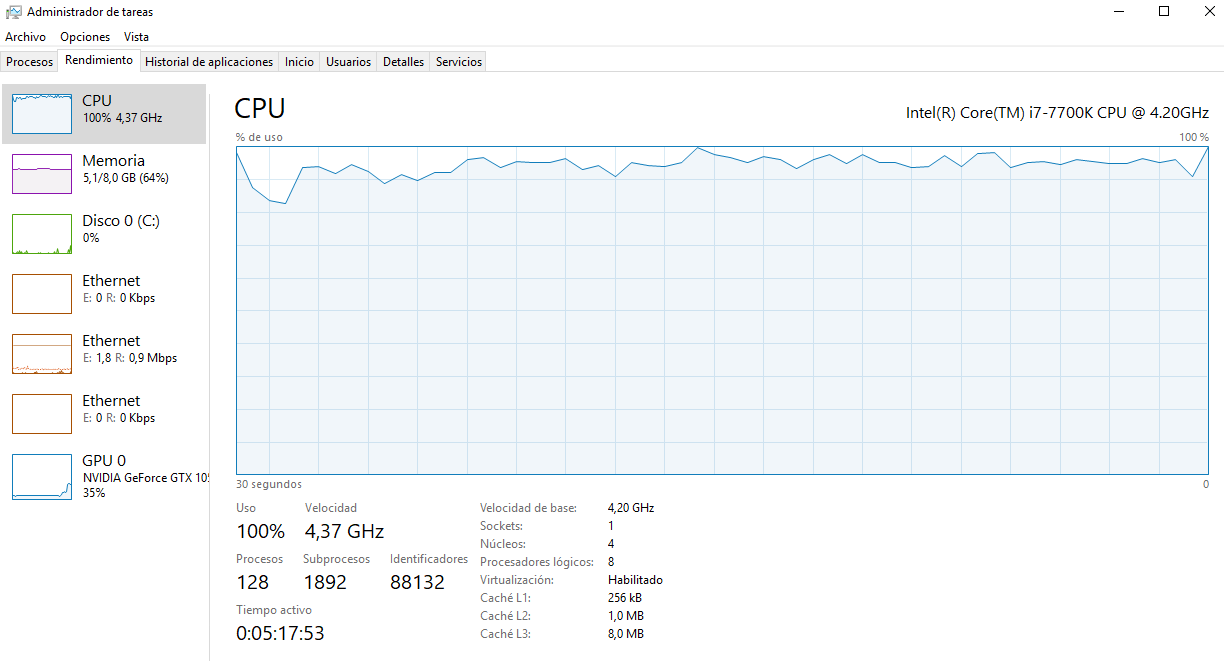 Administrador de tareas
Archivo Opciones Vista
Procesos Rendimiento Historial de aplicaciones Inicio Usuarios Detalles Servicios
CPU
100% 4,37 GHz
Memoria
5,1/8,0 GB (64%)
Disco 0 (C:)
0%
Ethernet
E: 0 R: 0 Kbps
Ethernet
E: 1,8 R: 0,9 Mbps
Ethernet
E: 0 R: 0 Kbps
GPU 0
NVIDIA GeForce GTX 105
35%
CPU Intel(R) Core(TM) i7-7700K CPU @ 4.20GHz
% de uso 100 %
30 segundos 0
Uso Velocidad
100% 4,37 GHz
Procesos Subprocesos Identificadores
128 1892 88132
Tiempo activo
0:05:17:53
Velocidad de base: 4,20 GHz
Sockets: 1
Núcleos: 4
Procesadores lógicos: 8
Virtualización: Habilitado
Caché L1: 256 kB
Caché L2: 1,0 MB
Caché L3: 8,0 MB